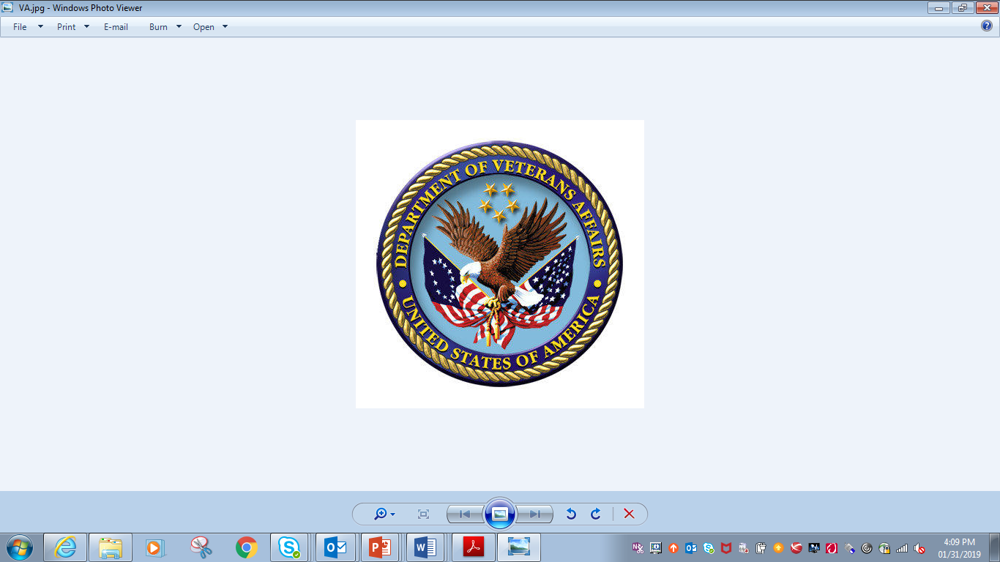 VA.jpg - Windows Photo Viewer
File Print E-mail Burn Open
DEPARTMENT OF VETERANS AFFAIRS
UNITED STATES OF AMERICA
4:09 PM
01/31/2019